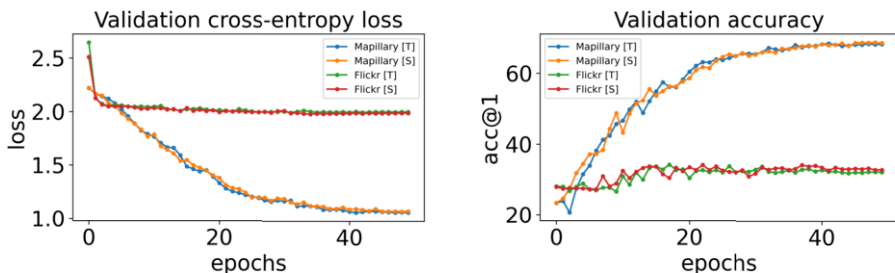 Validation cross-entropy loss
2.5
2.0
1.5
1.0
loss
Mapillary [T]
Mapillary [S]
Flickr [T]
Flickr [S]
0
20
40
epochs
Validation accuracy
60
40
20
acc@1
Mapillary [T]
Mapillary [S]
Flickr [T]
Flickr [S]
0
20
40
epochs